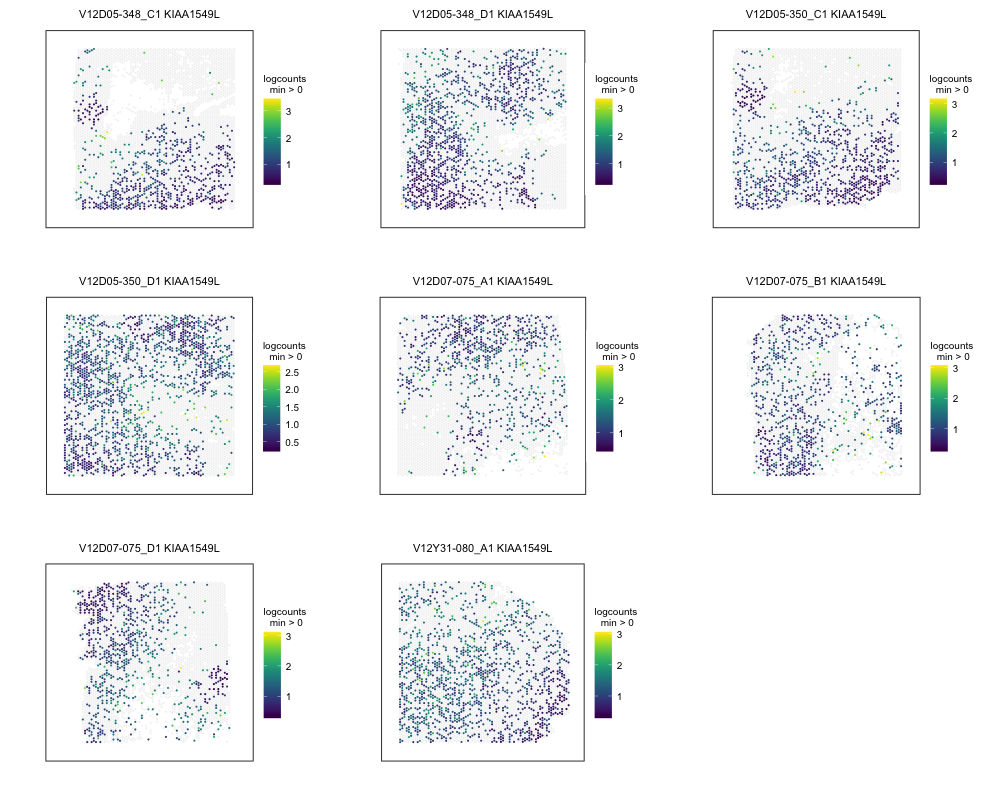 V12D05-348_C1 KIAA1549L
logcounts
min > 0
3
2
1
V12D05-348_D1 KIAA1549L
logcounts
min > 0
3
2
1
V12D05-350_C1 KIAA1549L
logcounts
min > 0
3
2
1
V12D05-350_D1 KIAA1549L
logcounts
min > 0
2.5
2.0
1.5
1.0
0.5
V12D07-075_A1 KIAA1549L
logcounts
min > 0
3
2
1
V12D07-075_B1 KIAA1549L
logcounts
min > 0
3
2
1
V12D07-075_D1 KIAA1549L
logcounts
min > 0
3
2
1
V12Y31-080_A1 KIAA1549L
logcounts
min > 0
3
2
1